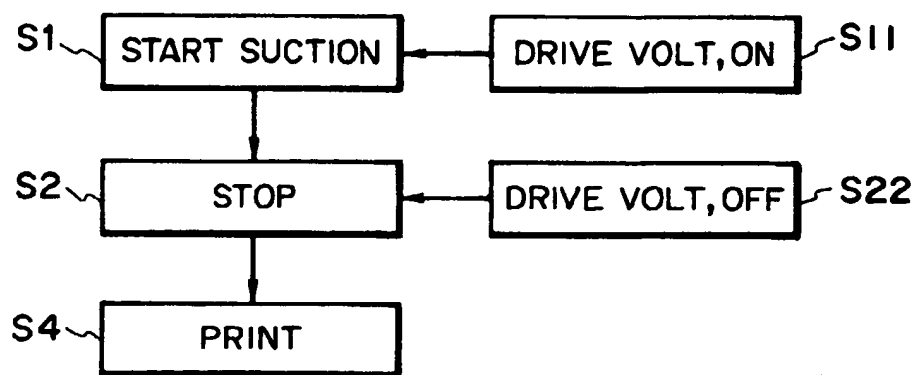 S1 START SUCTION DRIVE VOLT, ON S11
S2 STOP DRIVE VOLT, OFF S22
S4 PRINT